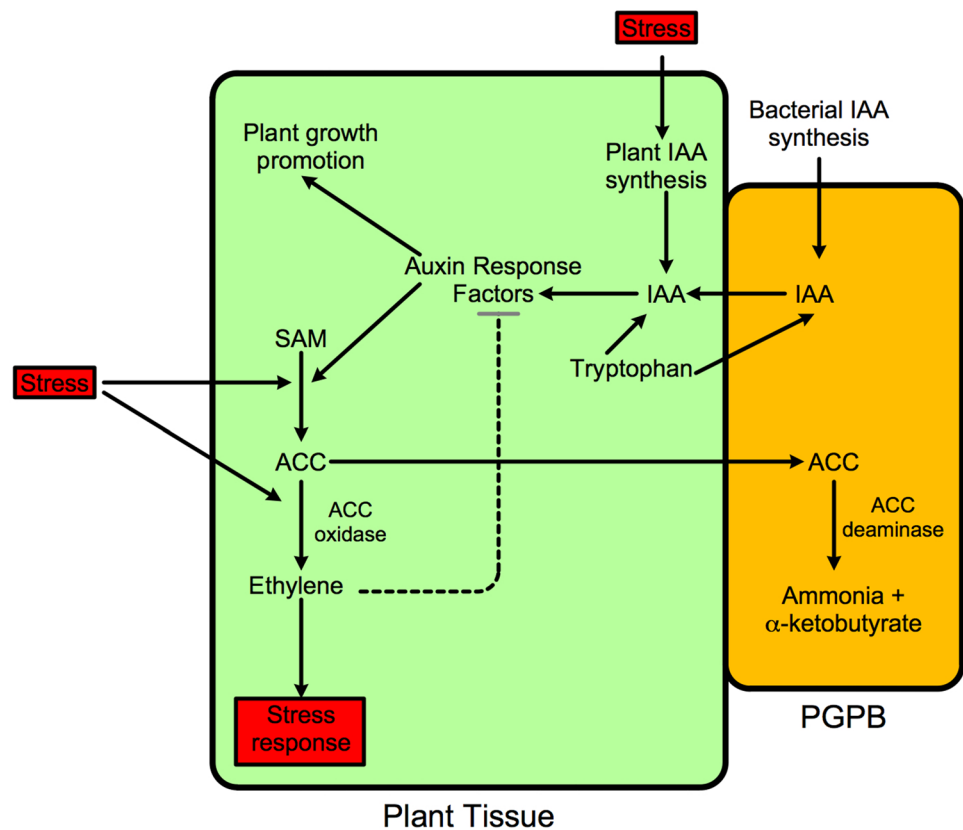 Stress
Bacterial IAA
synthesis
Plant growth
promotion
Plant IAA
synthesis
Auxin Response
Factors
IAA
IAA
SAM
Tryptophan
Stress
ACC
ACC
ACC
oxidase
ACC
deaminase
Ethylene
Ammonia +
α-ketobutyrate
Stress
response
PGPB
Plant Tissue